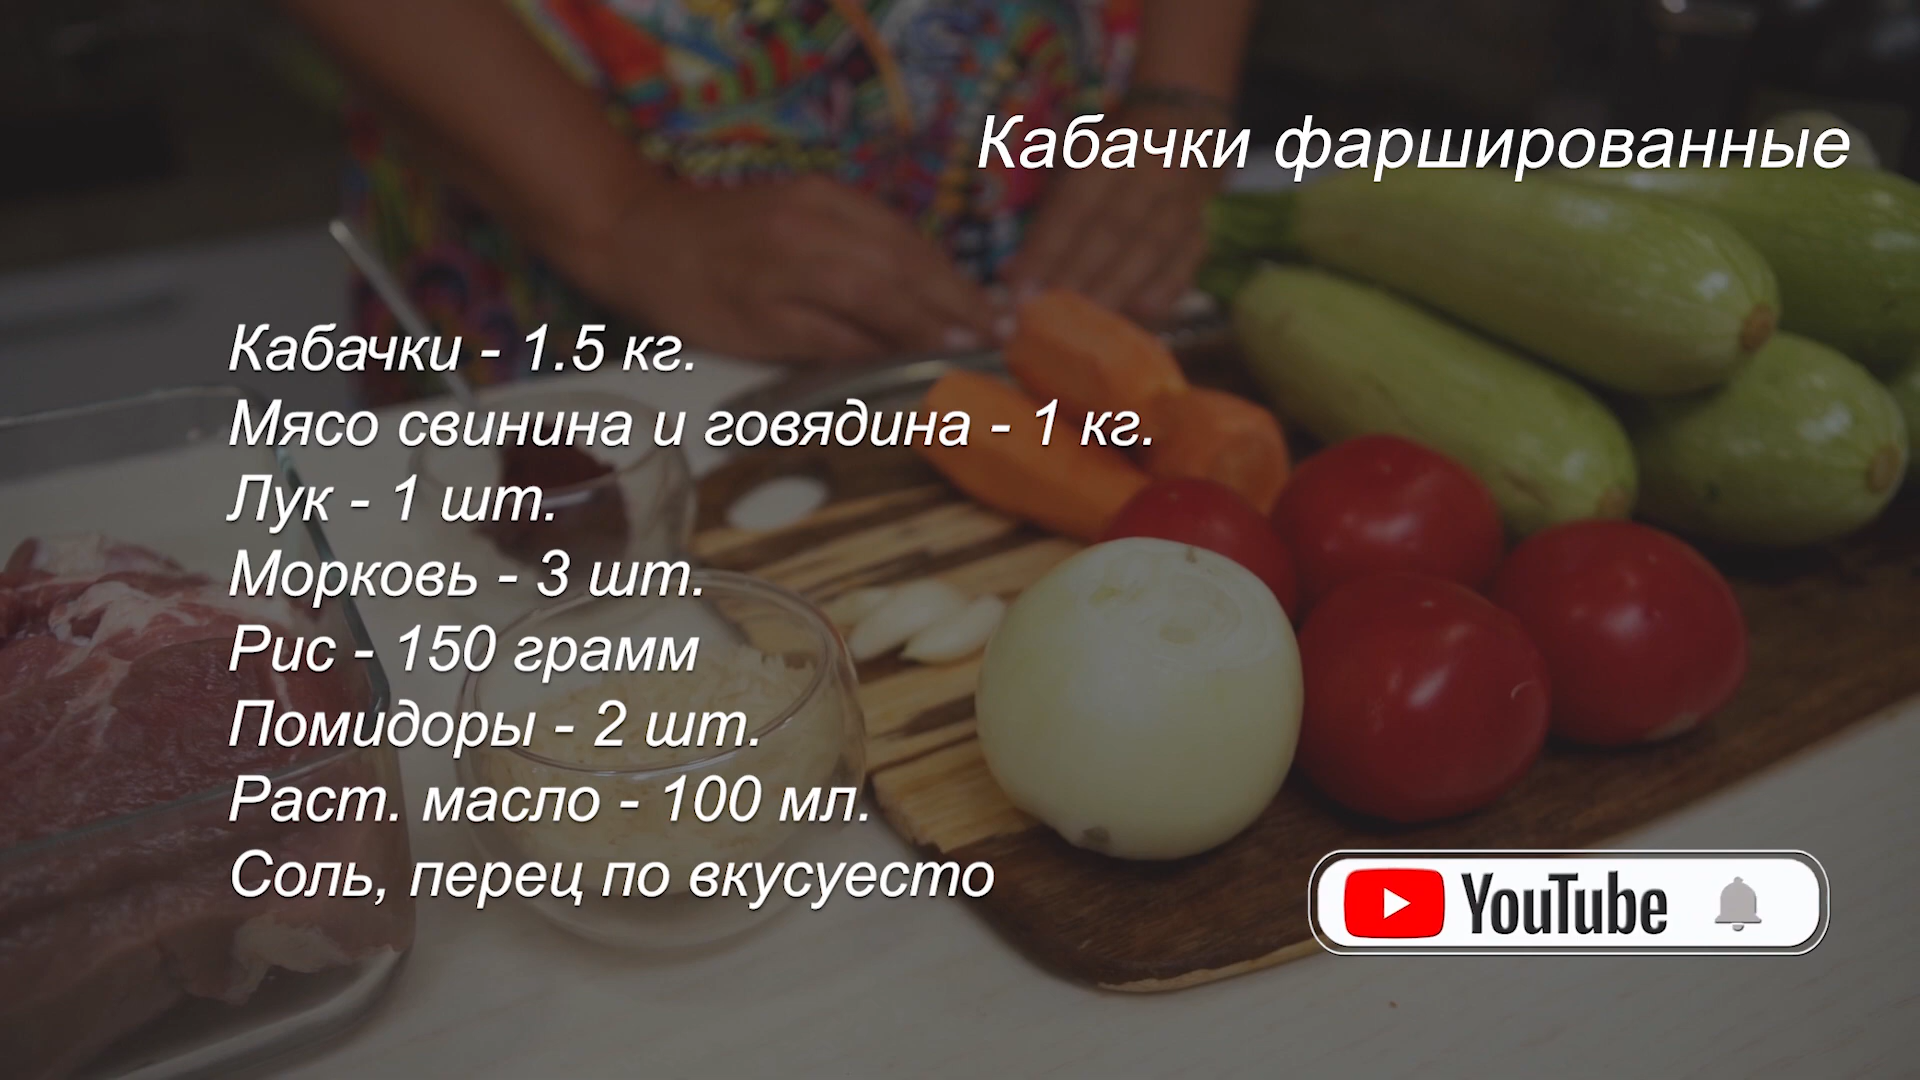 Кабачки фаршированные
Кабачки - 1.5 кг.
Мясо свинина и говядина - 1 кг.
Лук - 1 шт.
Морковь - 3 шт.
Рис - 150 грамм
Помидоры - 2 шт.
Раст. масло - 100 мл.
Соль, перец по вкусуесто
YouTube